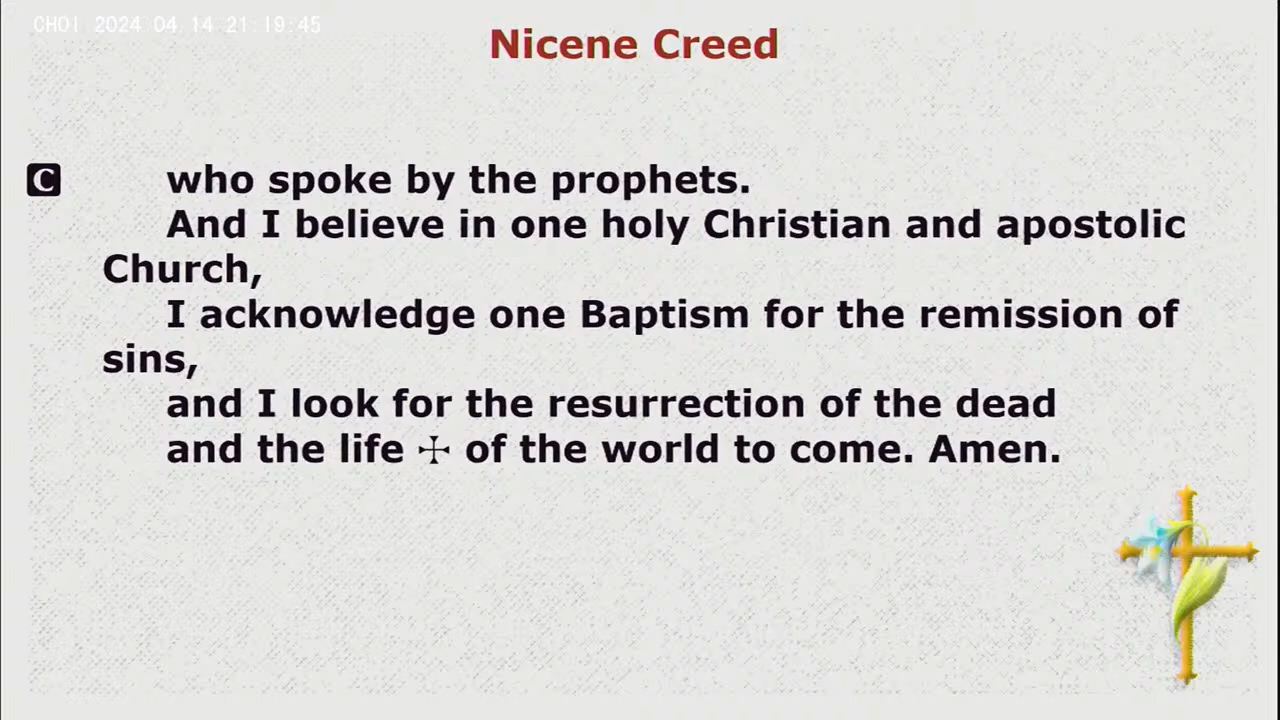 CH01 2024 04 14 21:19:45
Nicene Creed
C who spoke by the prophets.
And I believe in one holy Christian and apostolic
Church,
I acknowledge one Baptism for the remission of
sins,
and I look for the resurrection of the dead
and the life ☩ of the world to come. Amen.